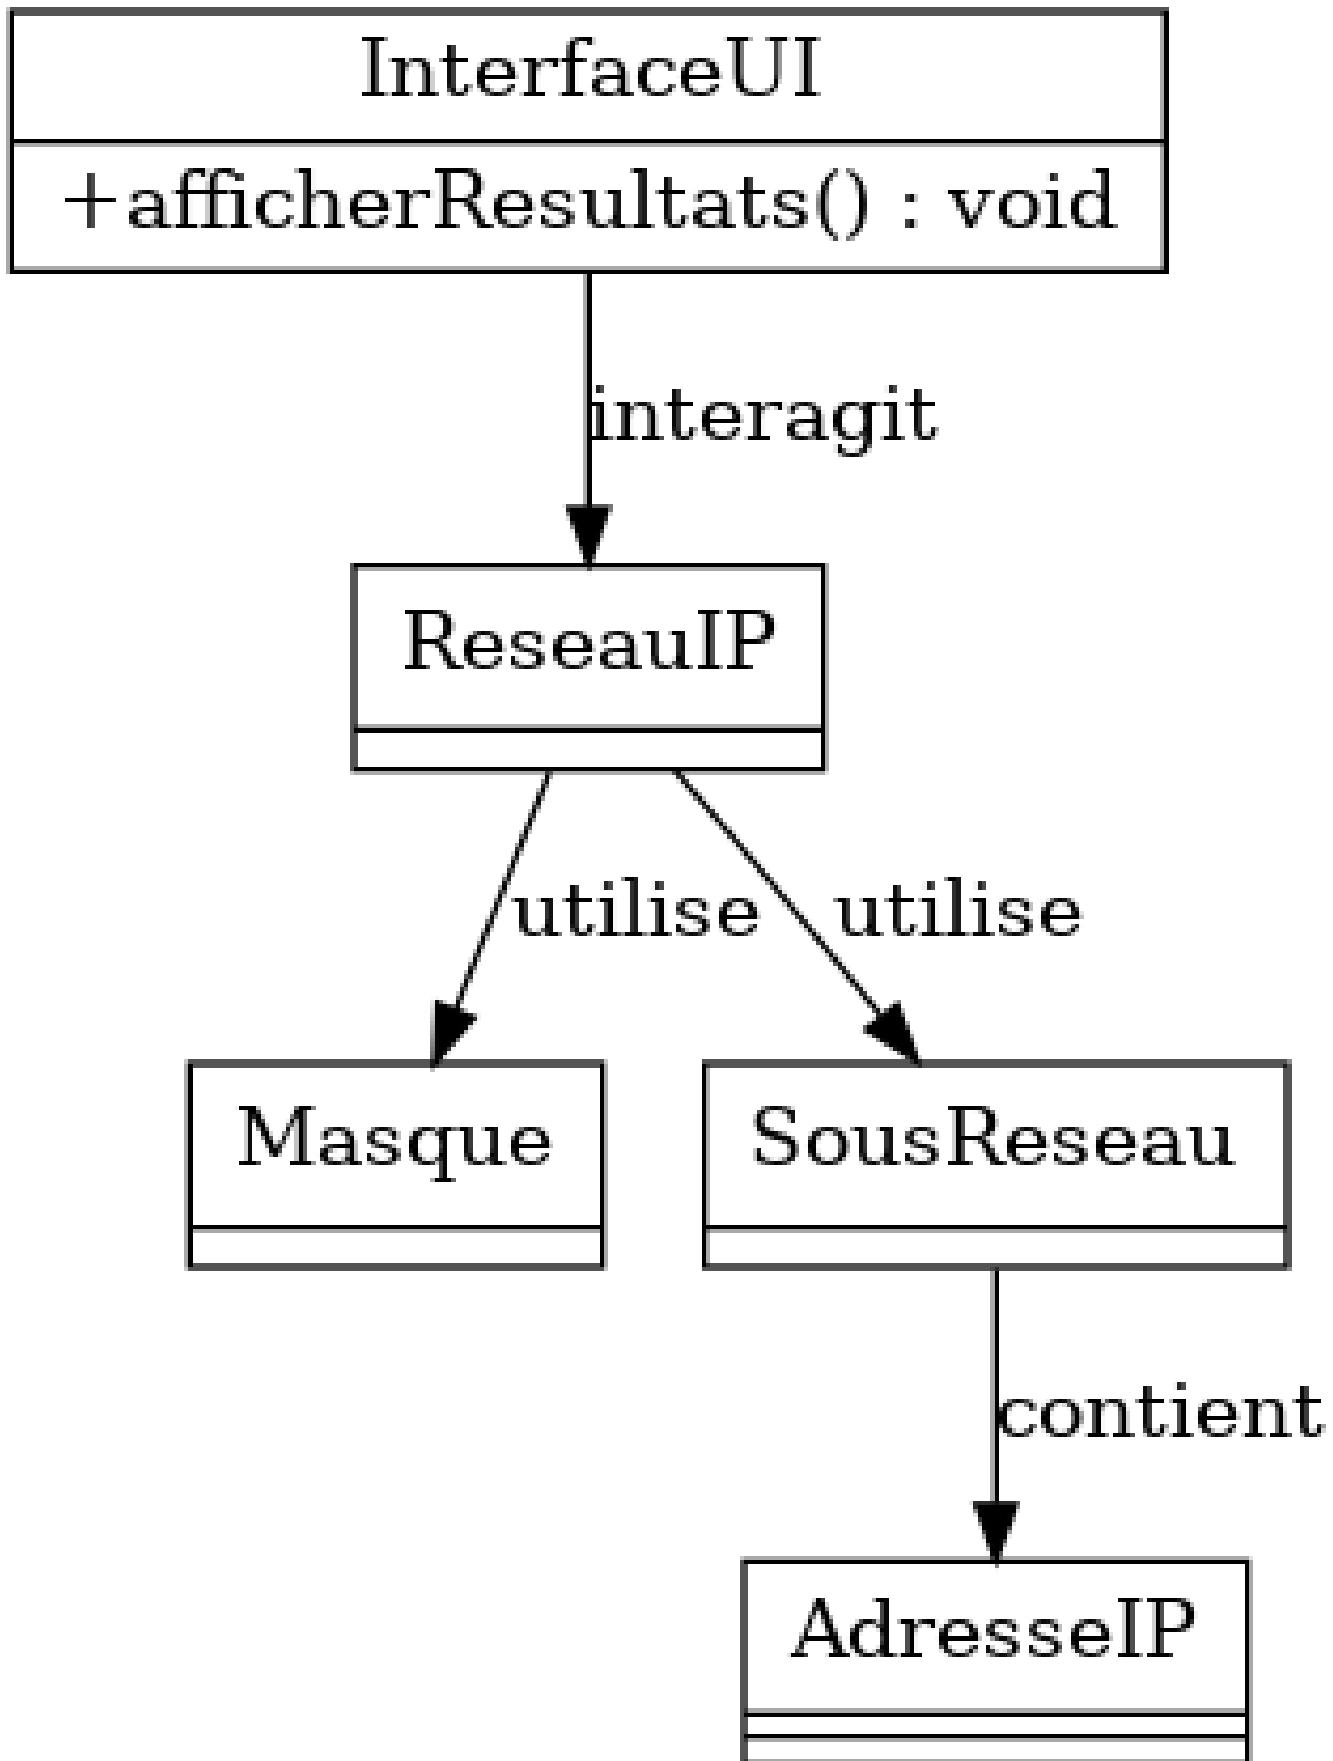 InterfaceUI
+afficherResultats() : void
interagit
ReseauIP
utilise
utilise
Masque
SousReseau
contient
AdresseIP